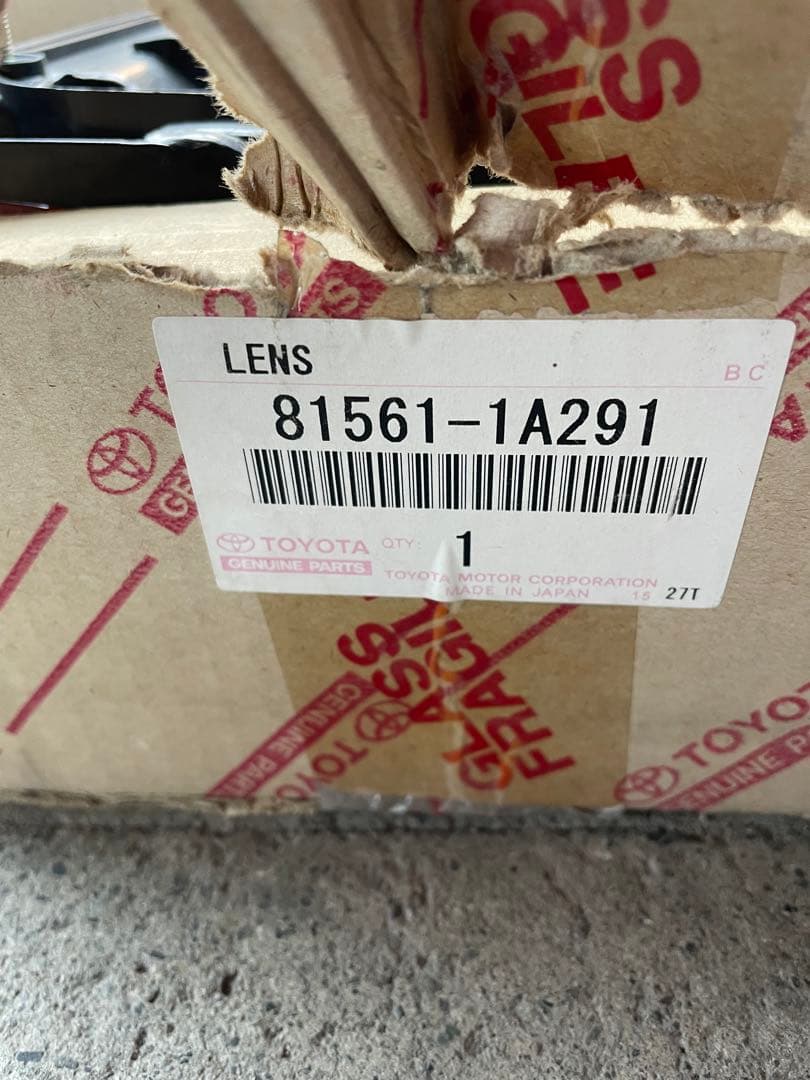 LENS
BC
81561-1A291
TOYOTA
GENUINE PARTS
QTY:
1
TOYOTA MOTOR CORPORATION
MADE IN JAPAN
15
27T
GLASS
FRAGILE
GENUINE PARTS